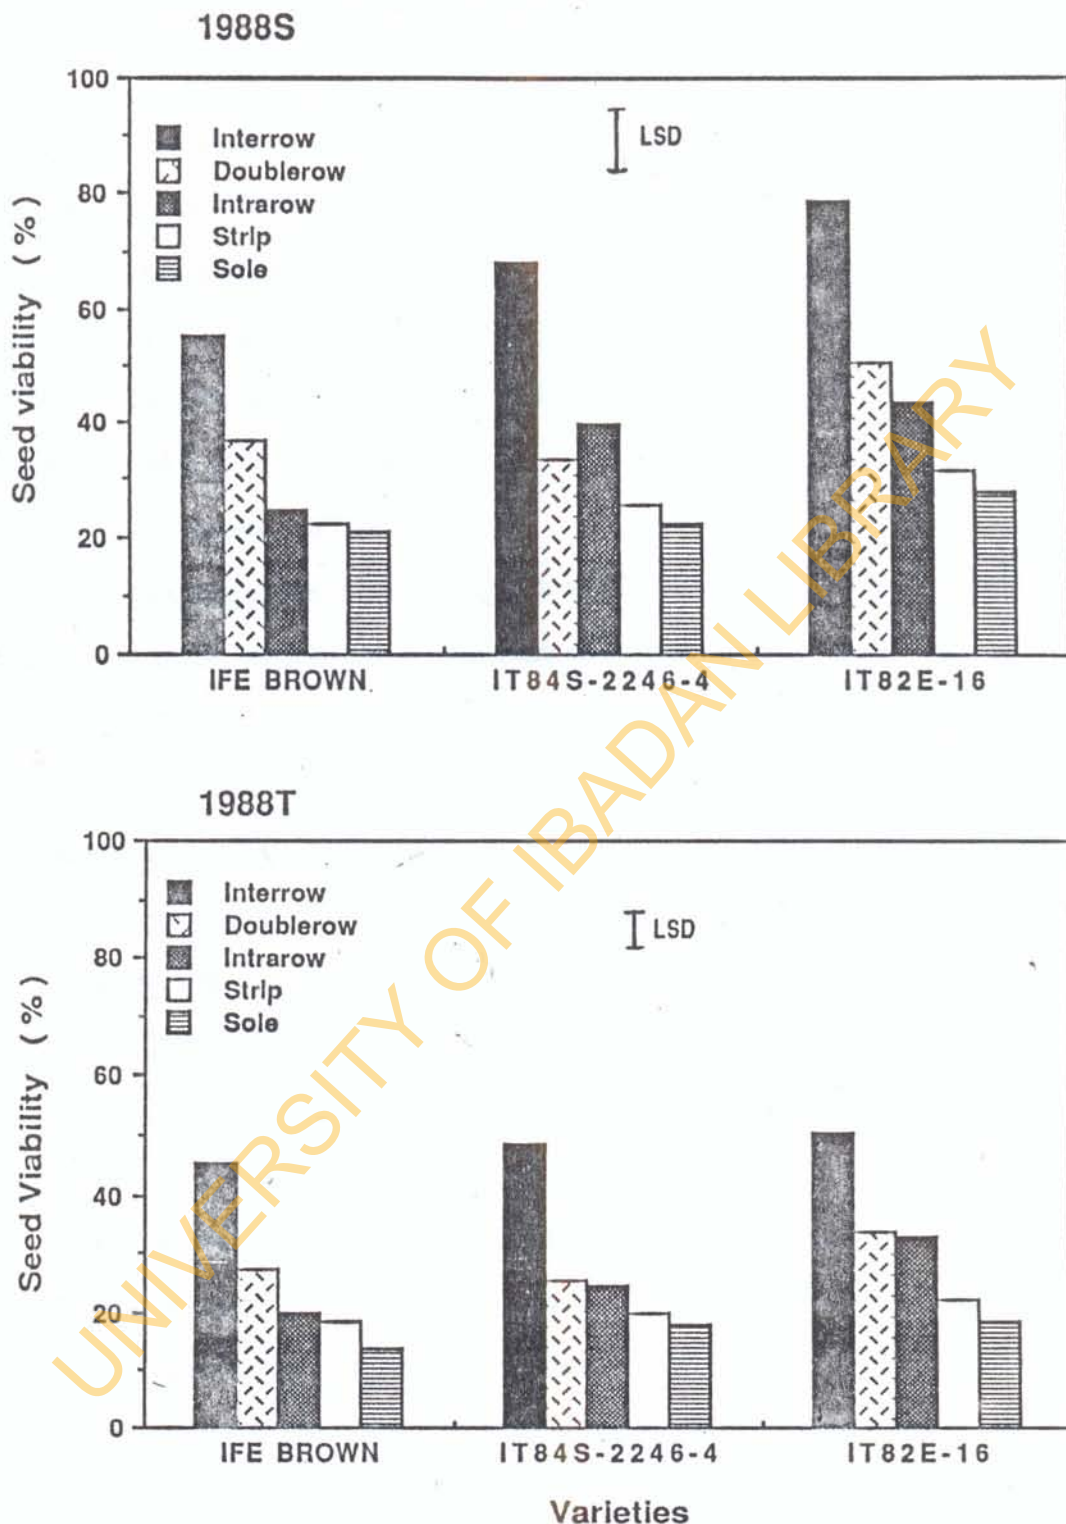 1988S
100
80
60
40
20
0
Seed viability (%)
Interrow
Doublerow
Intrarow
Strip
Sole
LSD
IFE BROWN
IT84S-2246-4
IT82E-16
1988T
100
80
60
40
20
0
Seed Viability (%)
Interrow
Doublerow
Intrarow
Strip
Sole
LSD
IFE BROWN
IT84S-2246-4
IT82E-16
Varieties
UNIVERSITY OF IBADAN LIBRARY